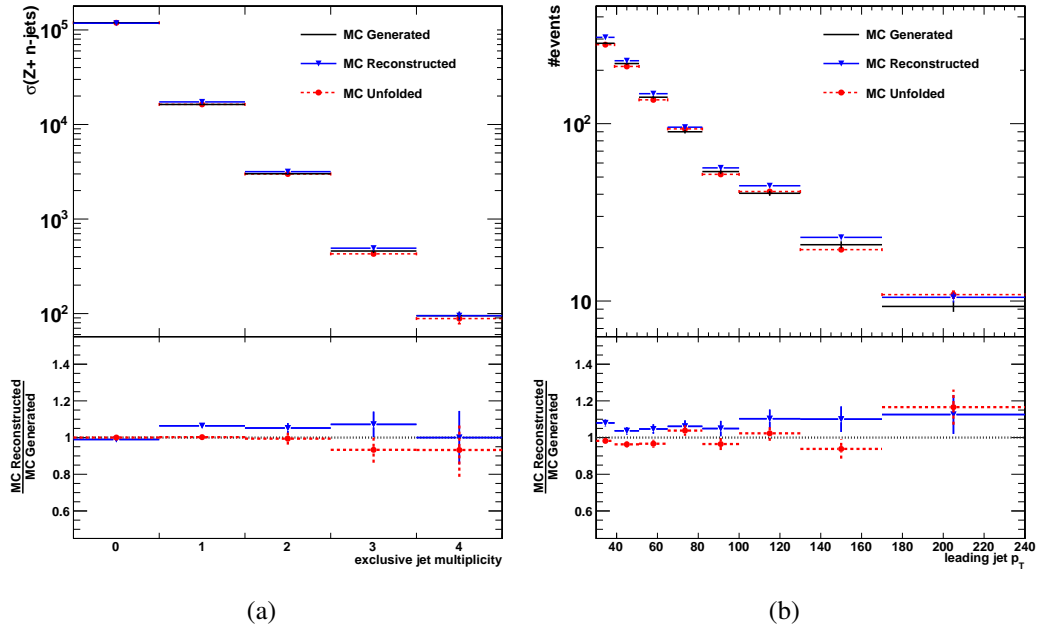 σ(Z+ n-jets)
10^5
10^4
10^3
10^2
MC Generated
MC Reconstructed
MC Unfolded
MC Reconstructed
MC Generated
1.4
1.2
1
0.8
0.6
0 1 2 3 4
exclusive jet multiplicity
(a)
#events
10^2
10
MC Generated
MC Reconstructed
MC Unfolded
MC Reconstructed
MC Generated
1.4
1.2
1
0.8
0.6
40 60 80 100 120 140 160 180 200 220 240
leading jet p_T
(b)